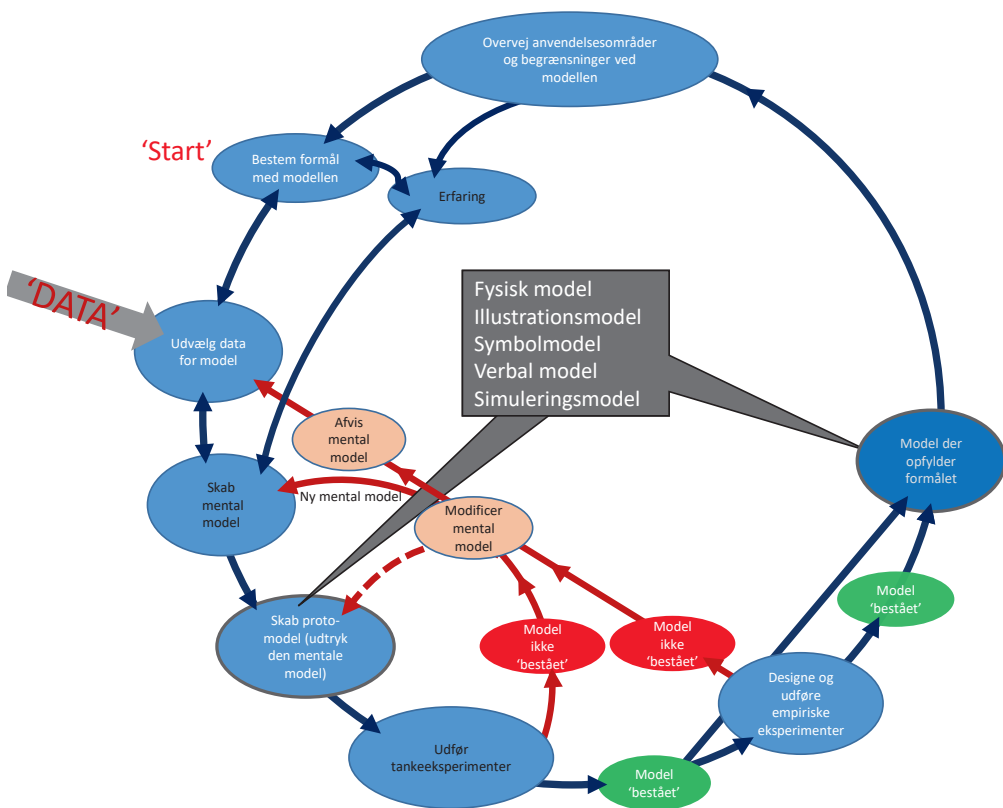 Overvej anvendelsesområder
og begrænsninger ved
modellen
'Start'
Bestem formål
med modellen
Erfaring
'DATA'
Udvælg data
for model
Fysisk model
Illustrationsmodel
Symbolmodel
Verbal model
Simuleringsmodel
Afvis
mental
model
Model der
opfylder
formålet
Skab
mental
model
Ny mental model
Modificer
mental
model
Model
'bestået'
Skab proto-
model (udtryk
den mentale
model)
Model
ikke
'bestået'
Model
ikke
'bestået'
Designe og
udføre
empiriske
eksperimenter
Udfør
tankeeksperimenter
Model
'bestået'